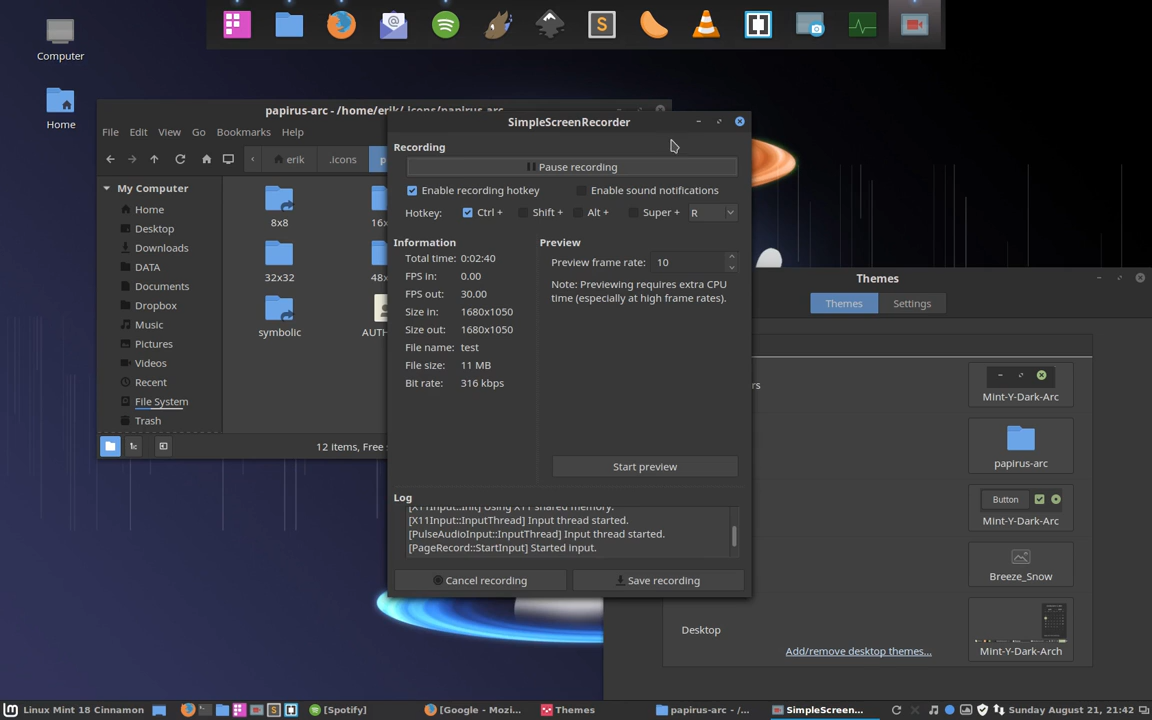 Computer
Home
papirus-arc - /home/erik/.icons/papirus-arc
File Edit View Go Bookmarks Help
erik .icons
My Computer
Home
Desktop
Downloads
DATA
Documents
Dropbox
Music
Pictures
Videos
Recent
File System
Trash
8x8
32x32
symbolic
12 items, Free
SimpleScreenRecorder
Recording
Pause recording
Enable recording hotkey
Enable sound notifications
Hotkey: Ctrl + Shift + Alt + Super + R
Information
Total time: 0:02:40
FPS in: 0.00
FPS out: 30.00
Size in: 1680x1050
Size out: 1680x1050
File name: test
File size: 11 MB
Bit rate: 316 kbps
Preview
Preview frame rate: 10
Note: Previewing requires extra CPU
time (especially at high frame rates).
Start preview
Log
[X11Input::Init] Using X11 shared memory.
[X11Input::InputThread] Input thread started.
[PulseAudioInput::InputThread] Input thread started.
[PageRecord::StartInput] Started input.
Cancel recording
Save recording
Themes
Themes Settings
Mint-Y-Dark-Arc
papirus-arc
Button
Mint-Y-Dark-Arc
Breeze_Snow
Desktop
Mint-Y-Dark-Arch
Add/remove desktop themes...
Linux Mint 18 Cinnamon
[Spotify]
[Google - Mozi...
Themes
papirus-arc - /...
SimpleScreen...
Sunday August 21, 21:42